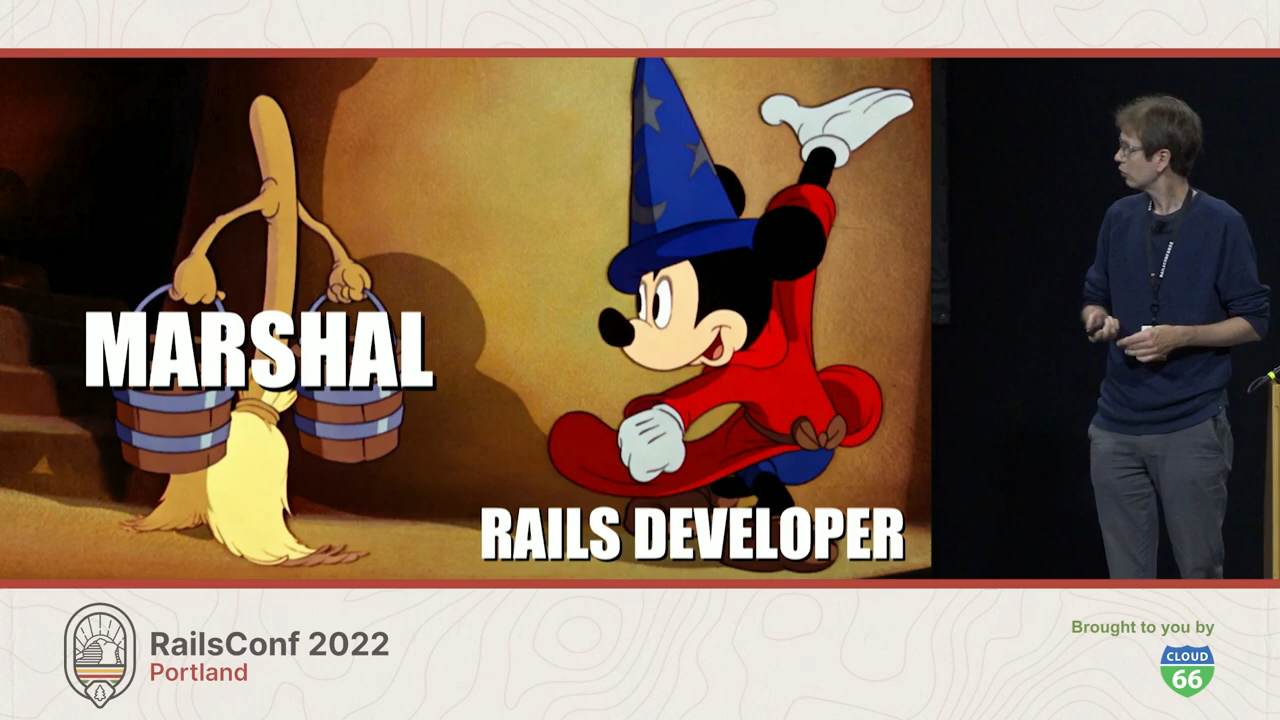 MARSHAL
RAILS DEVELOPER
RailsConf 2022
Portland
Brought to you by
CLOUD
66